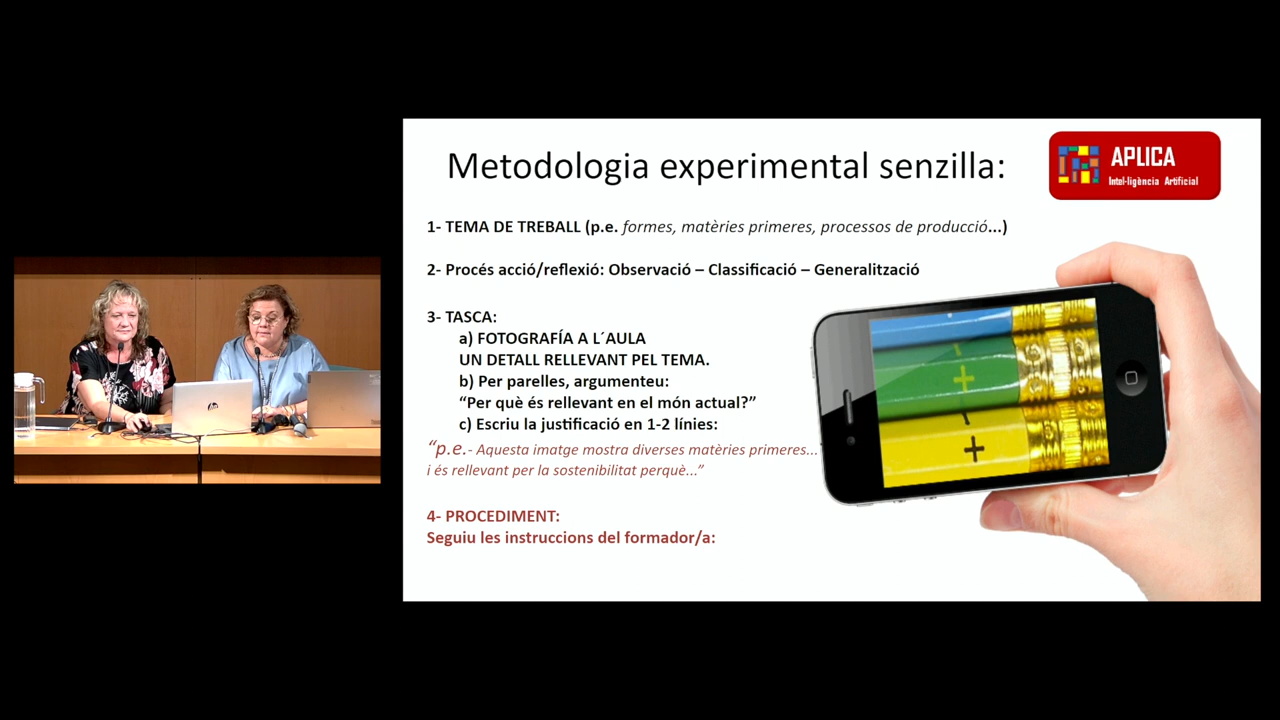 Metodologia experimental senzilla:
APLICA
Intel·ligència Artificial
1- TEMA DE TREBALL (p.e. formes, matèries primeres, processos de producció...)
2- Procés acció/reflexió: Observació – Classificació – Generalització
3- TASCA:
a) FOTOGRAFÍA A L´AULA
UN DETALL RELLEVANT PEL TEMA.
b) Per parelles, argumenteu:
“Per què és rellevant en el món actual?”
c) Escriu la justificació en 1-2 línies:
“p.e.- Aquesta imatge mostra diverses matèries primeres...
i és rellevant per la sostenibilitat perquè...”
4- PROCEDIMENT:
Seguiu les instruccions del formador/a:
hp